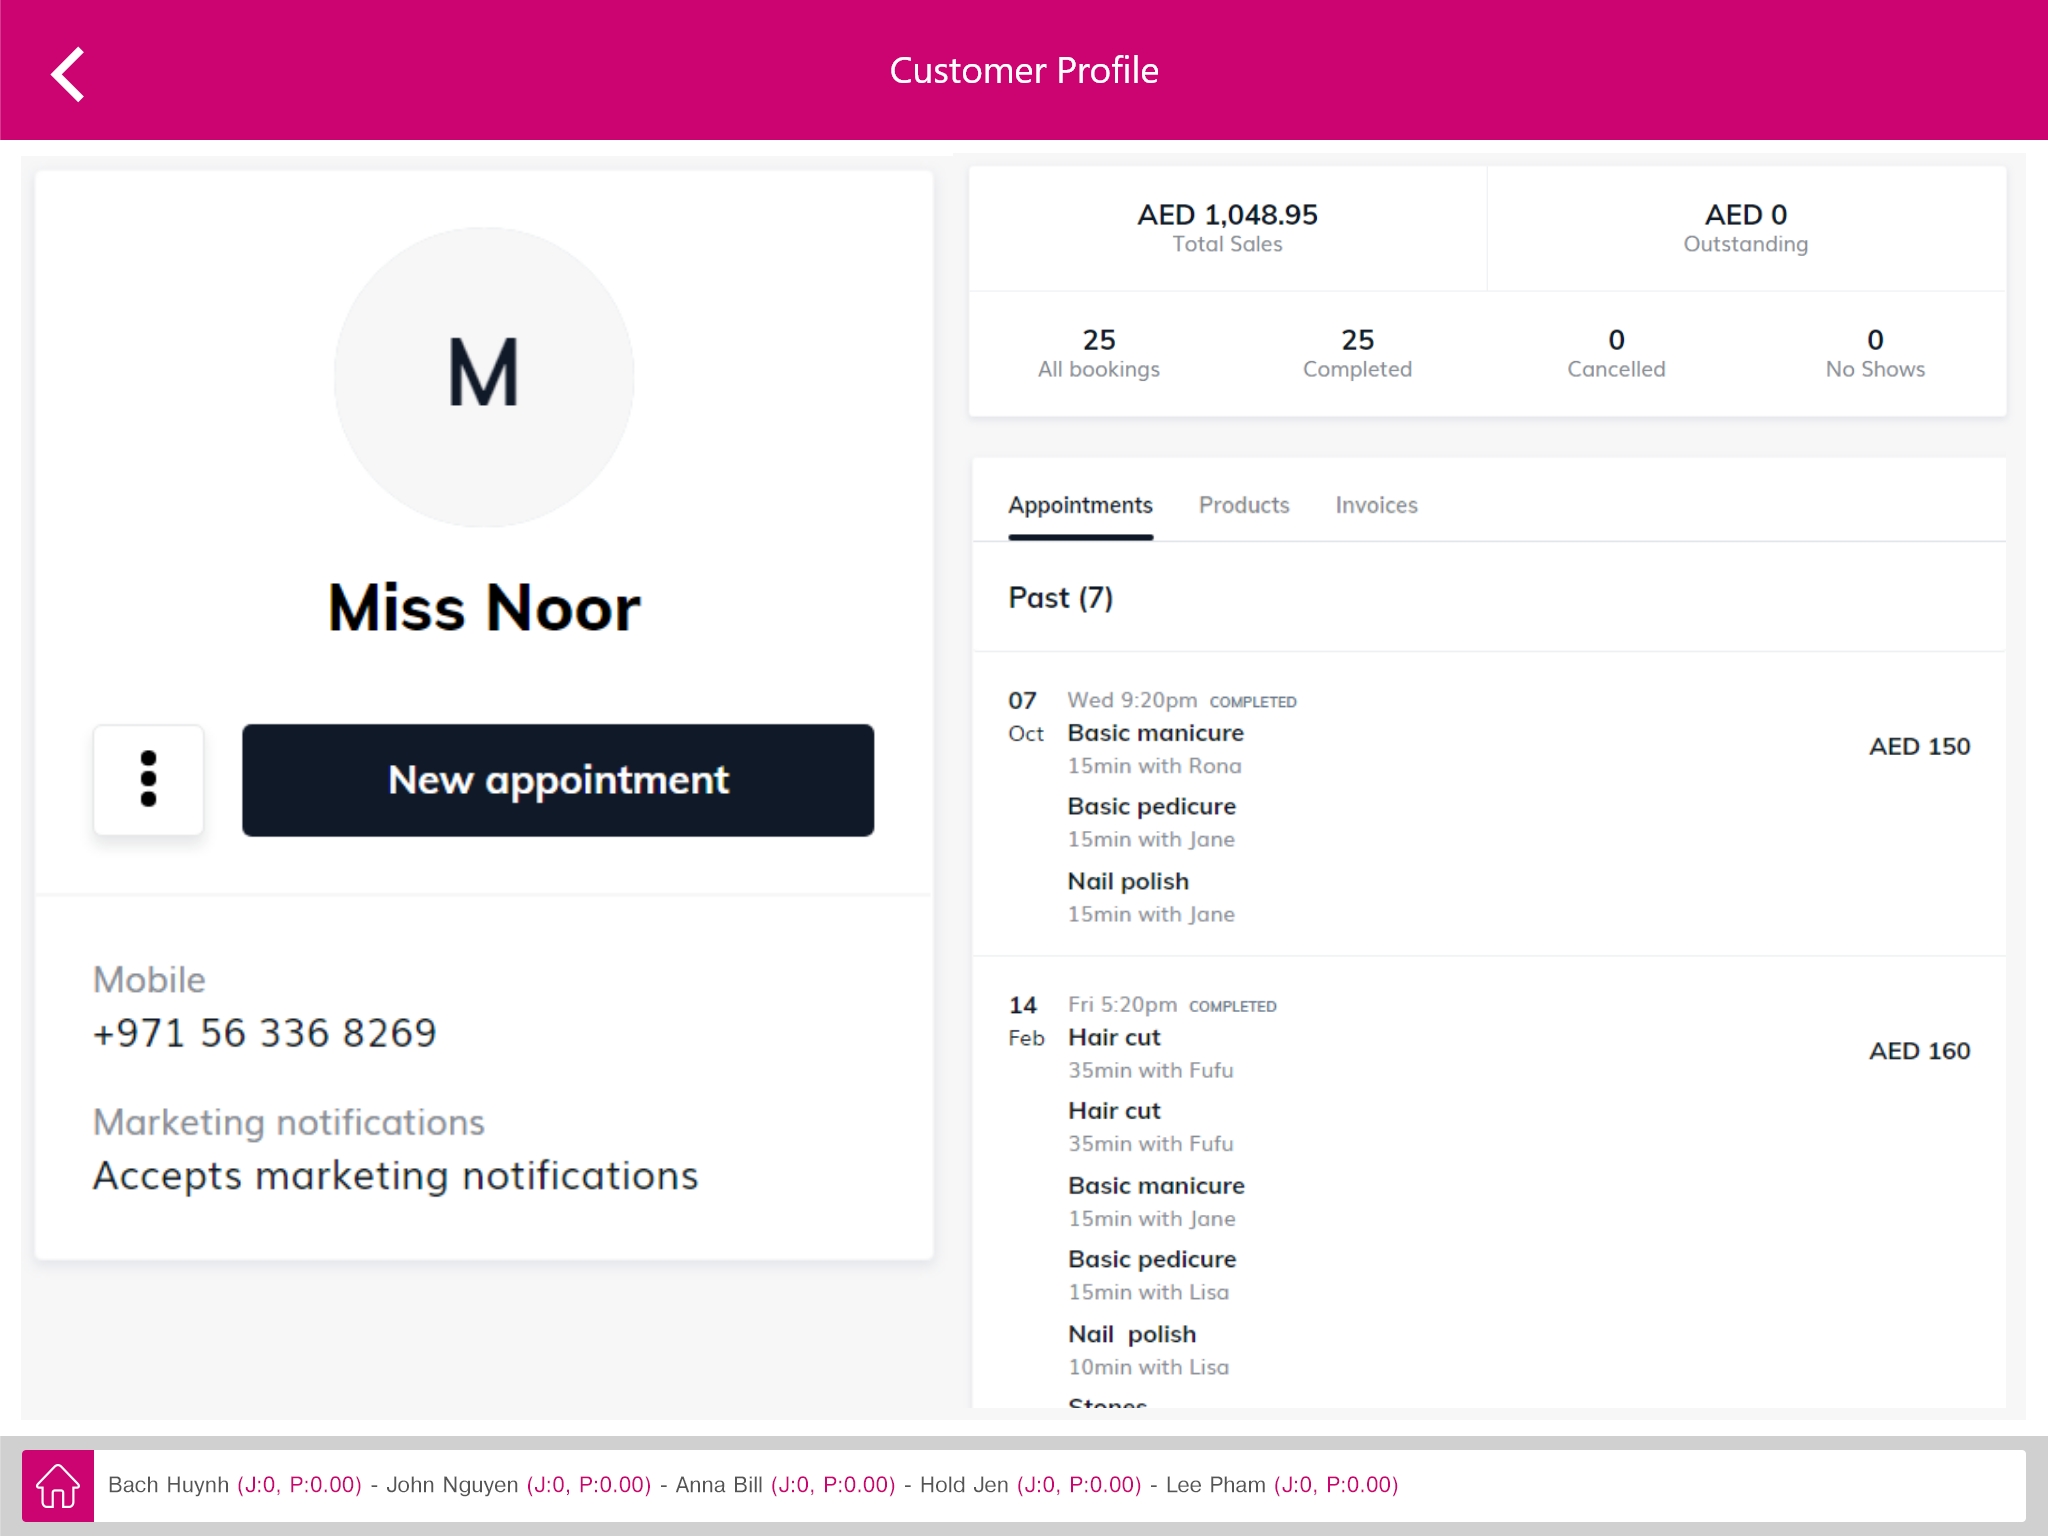 Customer Profile
M
Miss Noor
New appointment
Mobile
+971 56 336 8269
Marketing notifications
Accepts marketing notifications
AED 1,048.95
Total Sales
AED 0
Outstanding
25
All bookings
25
Completed
0
Cancelled
0
No Shows
Appointments Products Invoices
Past (7)
07 Wed 9:20pm COMPLETED
Oct Basic manicure
AED 150
15min with Rona
Basic pedicure
15min with Jane
Nail polish
15min with Jane
14 Fri 5:20pm COMPLETED
Feb Hair cut
AED 160
35min with Fufu
Hair cut
35min with Fufu
Basic manicure
15min with Jane
Basic pedicure
15min with Lisa
Nail polish
10min with Lisa
Stones
Bach Huynh (J:0, P:0.00) - John Nguyen (J:0, P:0.00) - Anna Bill (J:0, P:0.00) - Hold Jen (J:0, P:0.00) - Lee Pham (J:0, P:0.00)